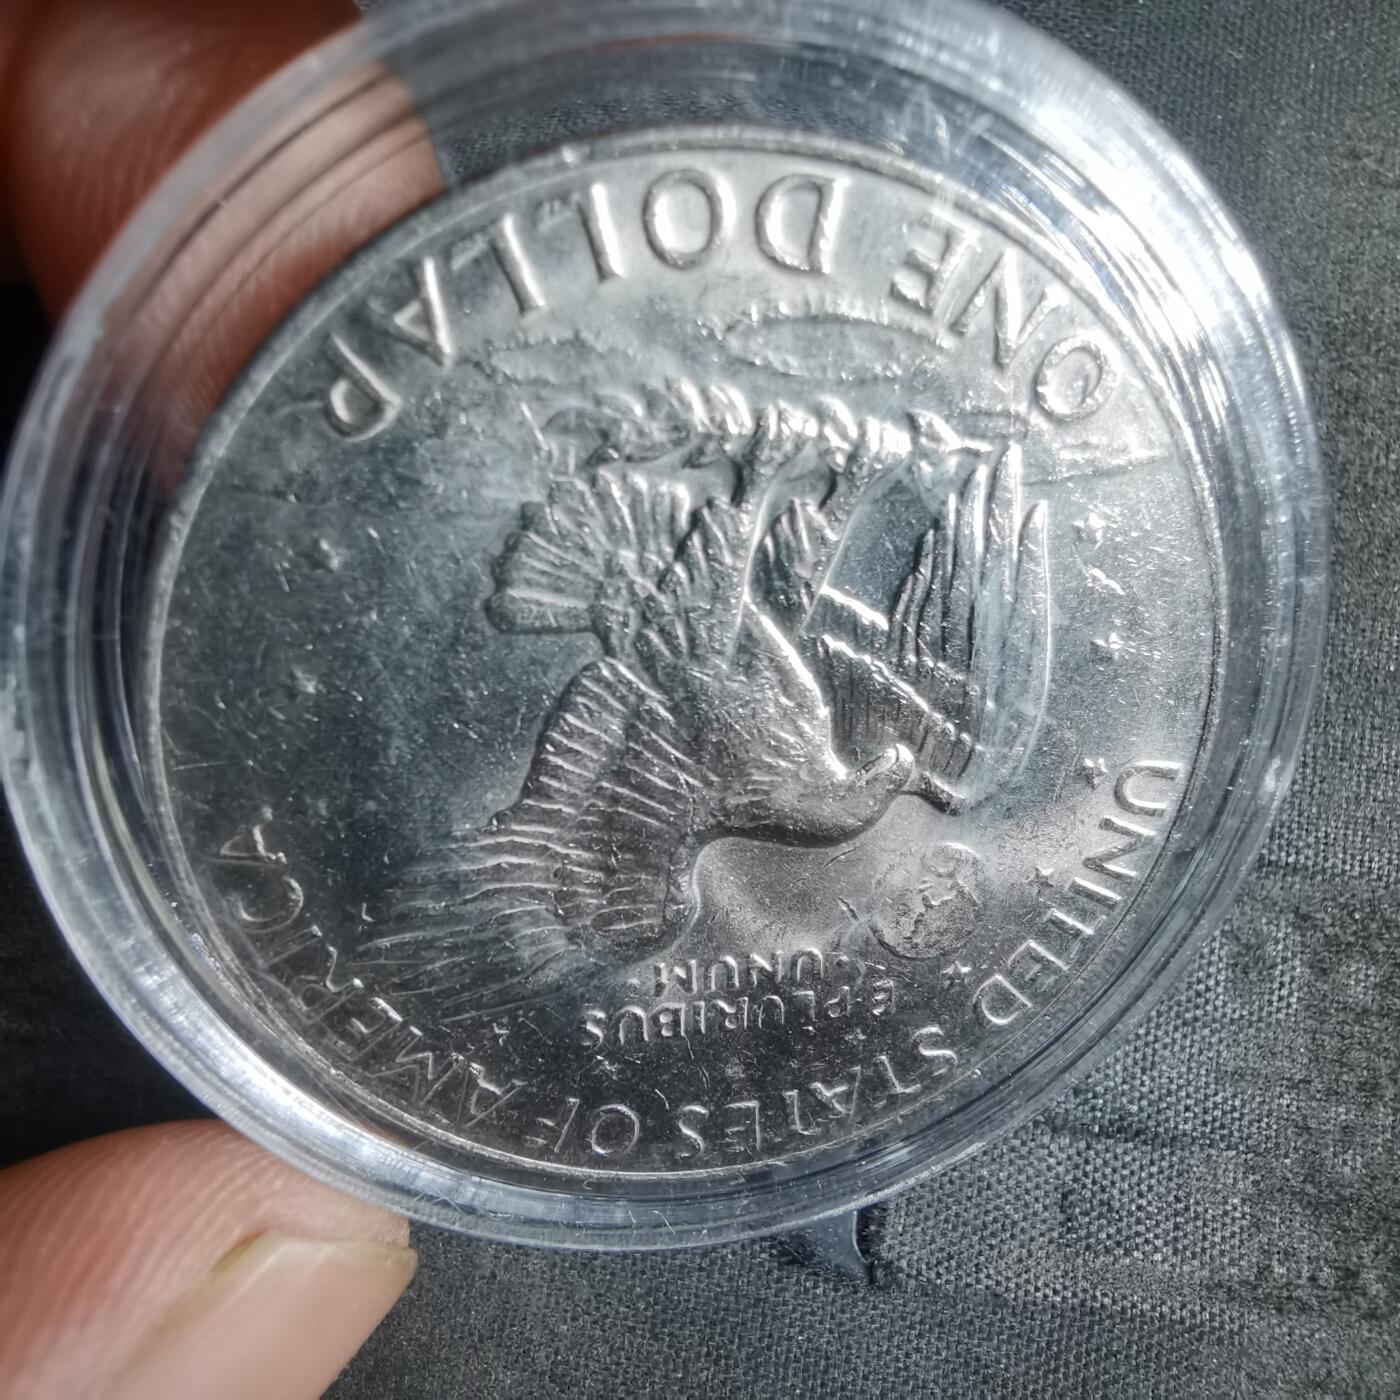 UNITED STATES OF AMERICA
E PLURIBUS
UNUM
ONE DOLLAR